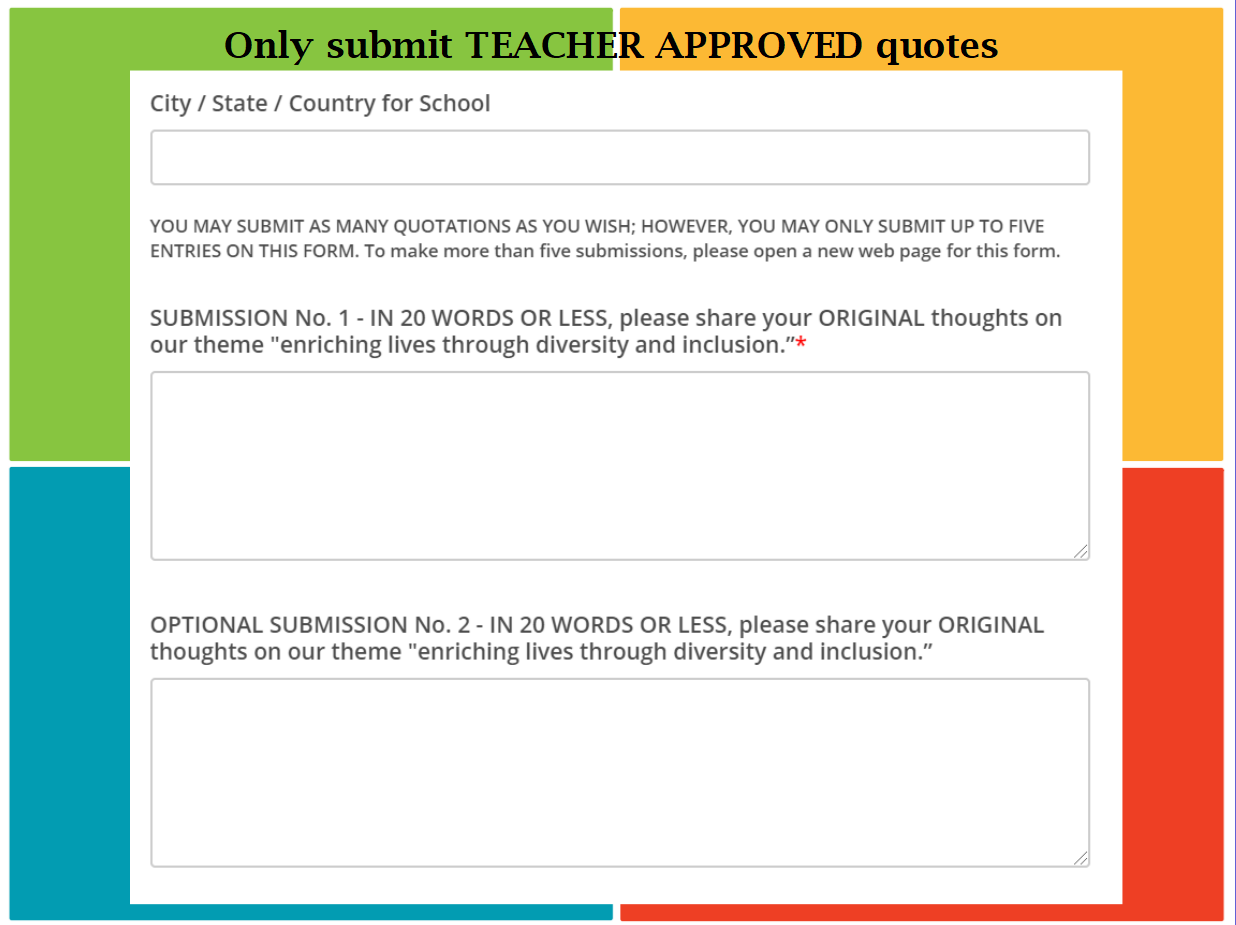 Only submit TEACHER APPROVED quotes
City / State / Country for School
YOU MAY SUBMIT AS MANY QUOTATIONS AS YOU WISH; HOWEVER, YOU MAY ONLY SUBMIT UP TO FIVE
ENTRIES ON THIS FORM. To make more than five submissions, please open a new web page for this form.
SUBMISSION No. 1 - IN 20 WORDS OR LESS, please share your ORIGINAL thoughts on
our theme "enriching lives through diversity and inclusion.”*
OPTIONAL SUBMISSION No. 2 - IN 20 WORDS OR LESS, please share your ORIGINAL
thoughts on our theme "enriching lives through diversity and inclusion.”